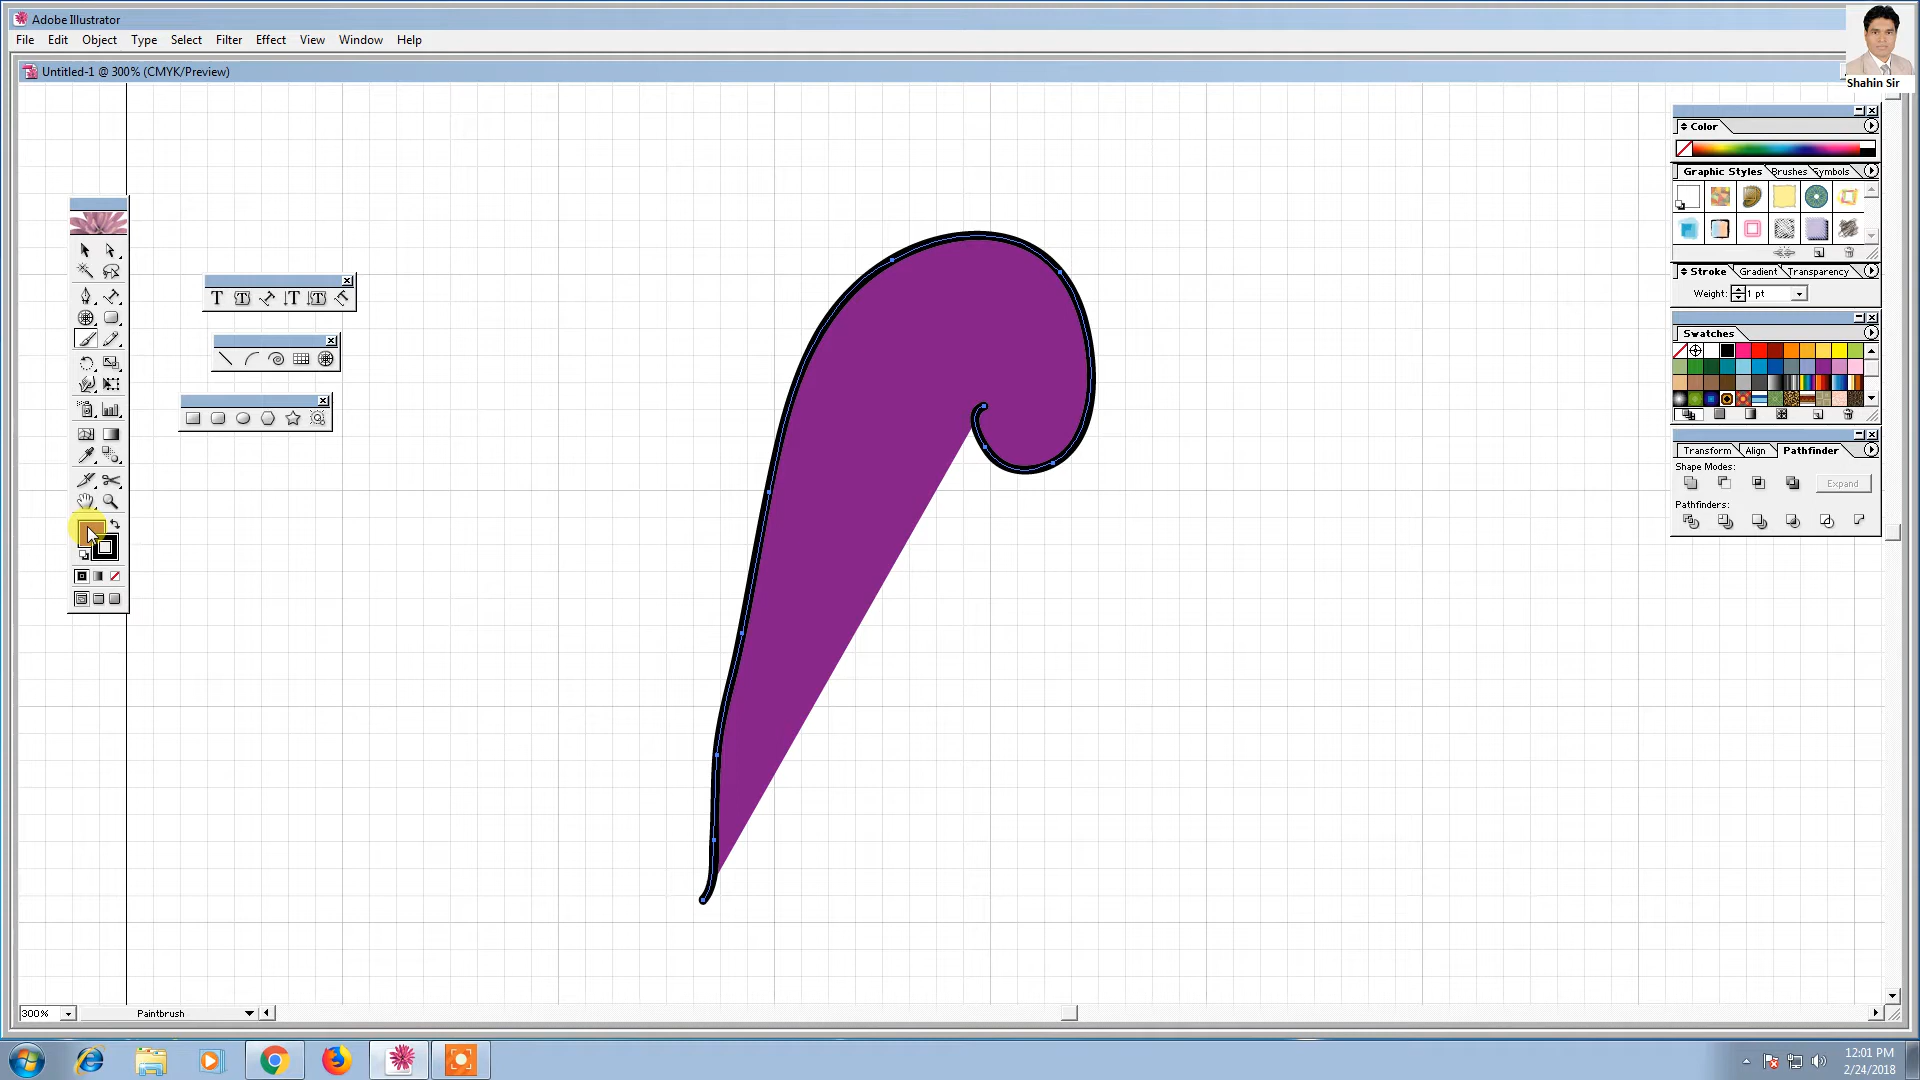 Adobe Illustrator
File Edit Object Type Select Filter Effect View Window Help
Shahin Sir
Untitled-1 @ 300% (CMYK/Preview)
Color
Graphic Styles Brushes Symbols
Stroke Gradient Transparency
Weight: 1 pt
Swatches
Transform Align Pathfinder
Shape Modes:
Expand
Pathfinders:
300% Paintbrush
12:01 PM
2/24/2018